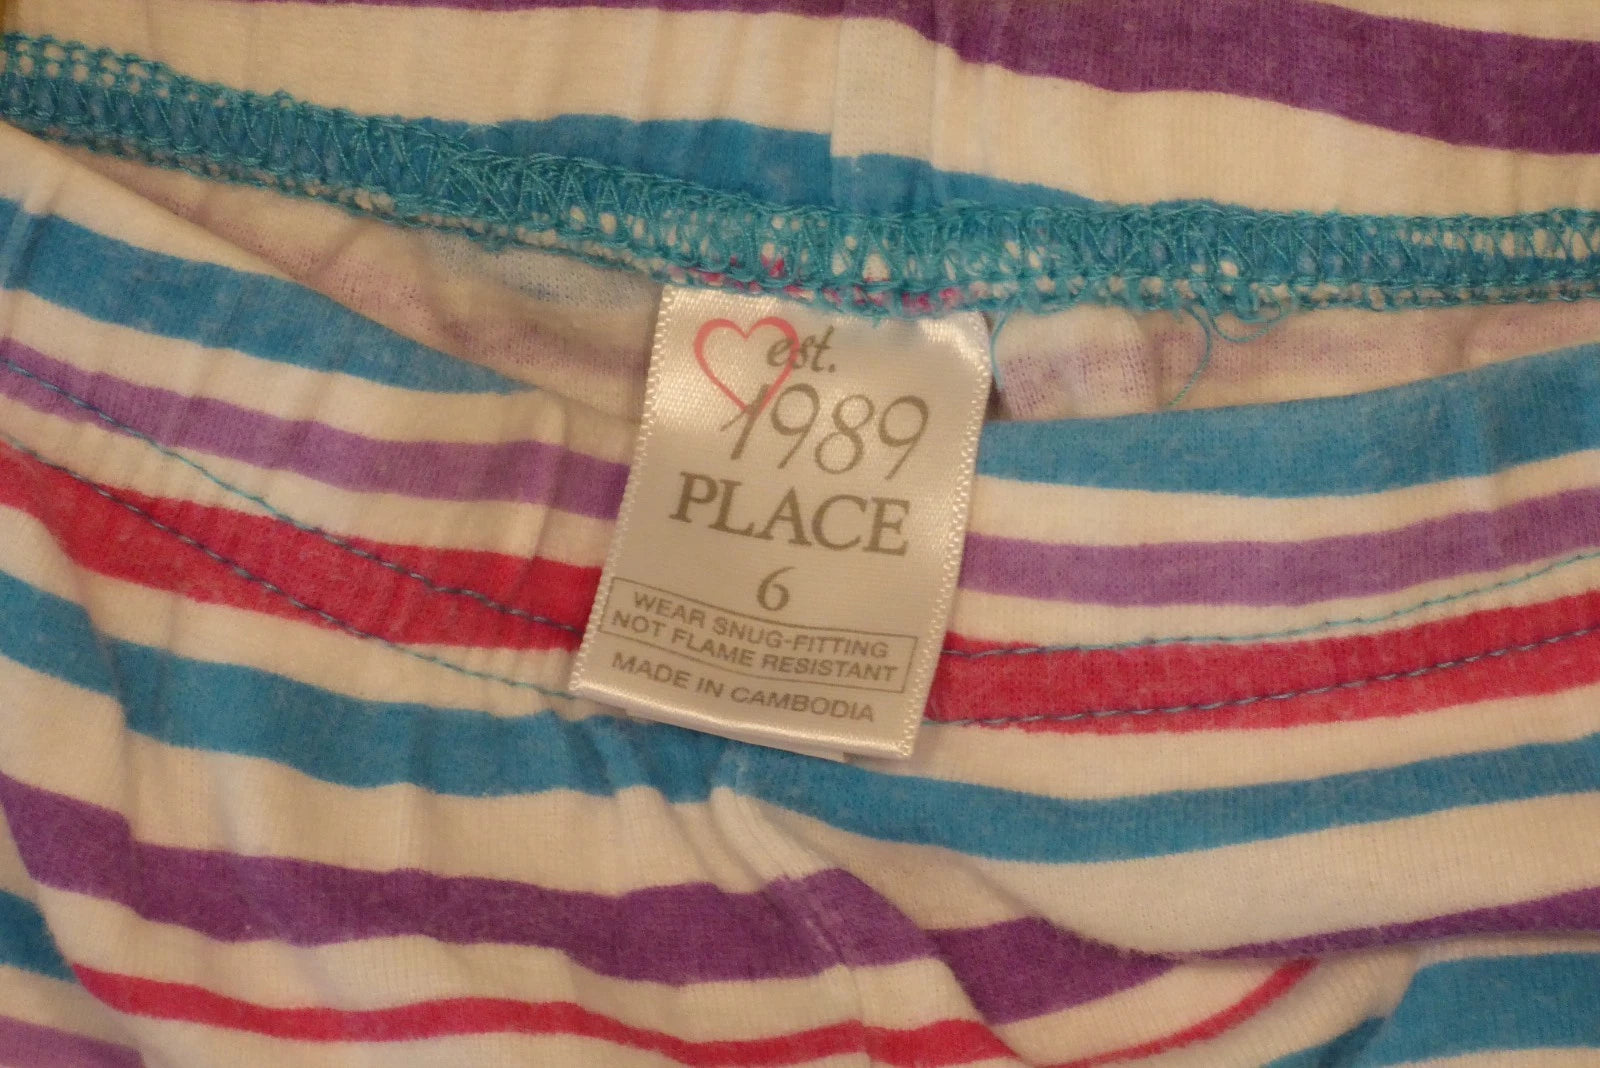 est.
1989
PLACE
6
WEAR SNUG-FITTING
NOT FLAME RESISTANT
MADE IN CAMBODIA